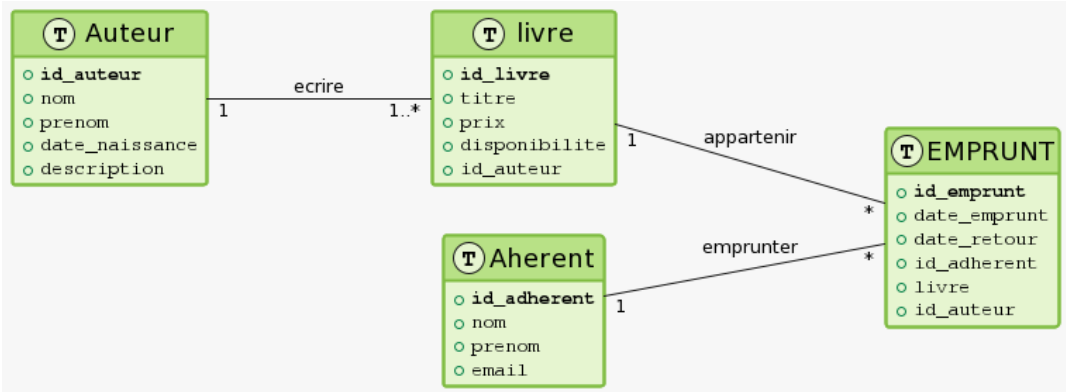 T Auteur
id_auteur
nom
prenom
date_naissance
description
ecrire
1
1..*
T livre
id_livre
titre
prix
disponibilite
id_auteur
1
appartenir
*
T EMPRUNT
id_emprunt
date_emprunt
date_retour
id_adherent
livre
id_auteur
T Aherent
id_adherent
nom
prenom
email
1
emprunter
*